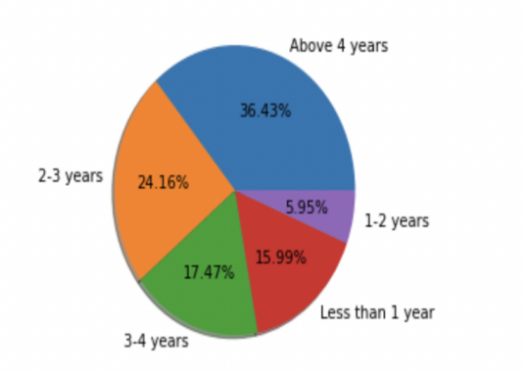 Above 4 years
36.43%
2-3 years
24.16%
5.95%
1-2 years
15.99%
17.47%
Less than 1 year
3-4 years